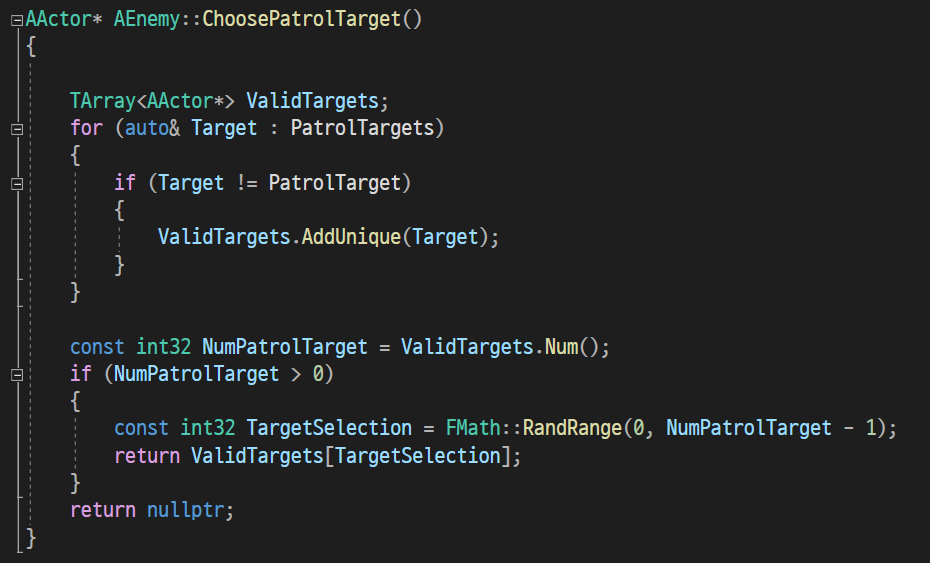 AActor* AEnemy::ChoosePatrolTarget()
{
TArray<AActor*> ValidTargets;
for (auto& Target : PatrolTargets)
{
if (Target != PatrolTarget)
{
ValidTargets.AddUnique(Target);
}
}
const int32 NumPatrolTarget = ValidTargets.Num();
if (NumPatrolTarget > 0)
{
const int32 TargetSelection = FMath::RandRange(0, NumPatrolTarget - 1);
return ValidTargets[TargetSelection];
}
return nullptr;
}